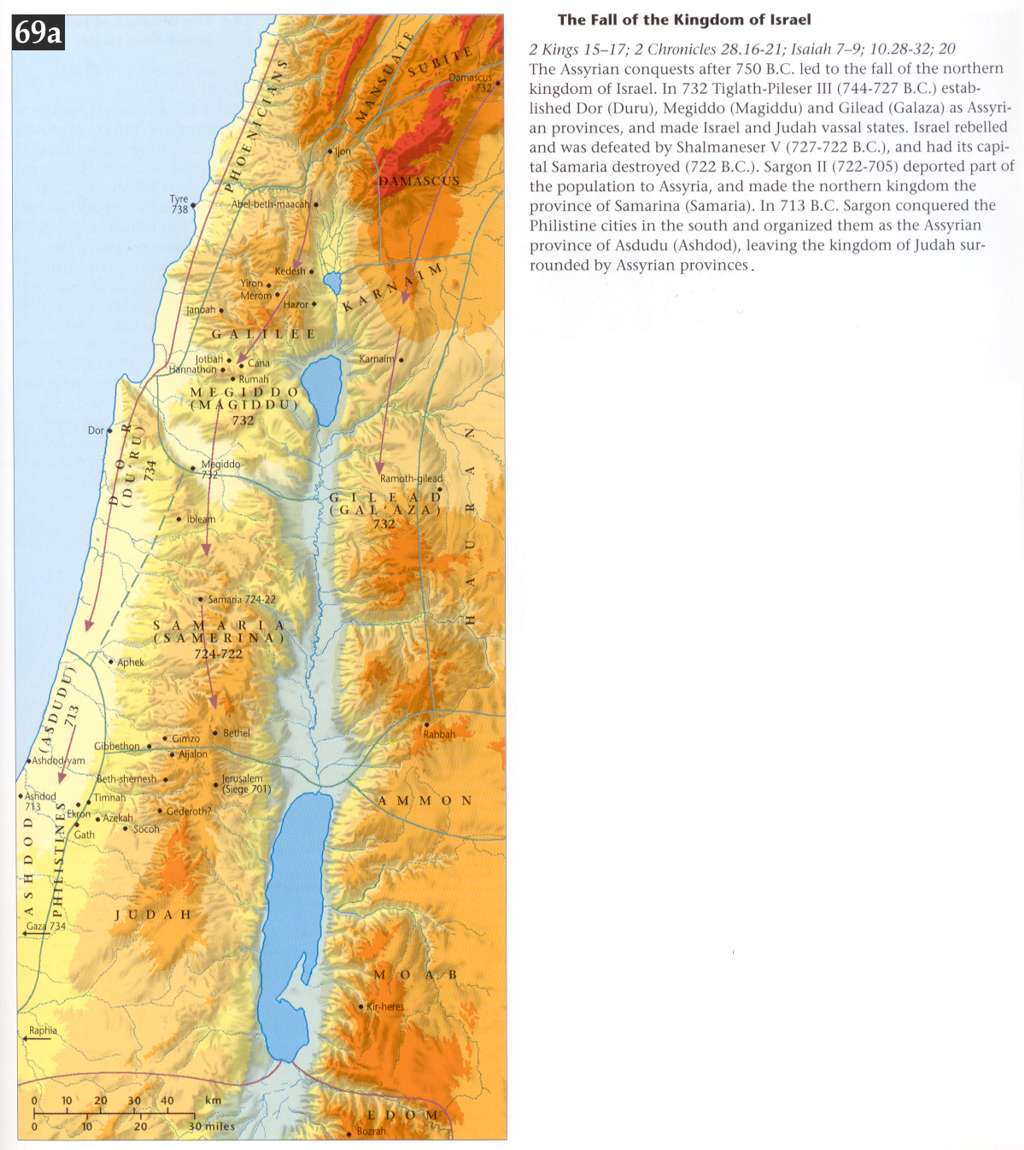 69a
The Fall of the Kingdom of Israel
2 Kings 15–17; 2 Chronicles 28.16-21; Isaiah 7–9; 10.28-32; 20
The Assyrian conquests after 750 B.C. led to the fall of the northern
kingdom of Israel. In 732 Tiglath-Pileser III (744-727 B.C.) estab-
lished Dor (Duru), Megiddo (Magiddu) and Gilead (Galaza) as Assyri-
an provinces, and made Israel and Judah vassal states. Israel rebelled
and was defeated by Shalmaneser V (727-722 B.C.), and had its capi-
tal Samaria destroyed (722 B.C.). Sargon II (722-705) deported part of
the population to Assyria, and made the northern kingdom the
province of Samarina (Samaria). In 713 B.C. Sargon conquered the
Philistine cities in the south and organized them as the Assyrian
province of Asdudu (Ashdod), leaving the kingdom of Judah sur-
rounded by Assyrian provinces.
MANSUATE
SUBITE
PHOENICIANS
Damascus
732
Ijon
DAMASCUS
Tyre
738
Abel-beth-maacah
Kedesh
Yiron
Merom
Hazor
KARNAIM
Janoah
GALILEE
Jotbah
Cana
Hannathon
Rumah
Karnaim
MEGIDDO
(MAGIDDU)
732
Dor
DOR
(DU'RU)
734
Megiddo
732
HAURAN
Ramoth-gilead
GILEAD
(GAL'AZA)
732
Ibleam
Samaria 724-22
SAMARIA
(SAMERINA)
724-722
Aphek
(ASDUDU)
713
Rabbah
Bethel
Gimzo
Gibbethon
Aijalon
Ashdod-yam
Beth-shemesh
Jerusalem
(Siege 701)
Ashdod
713
Timnah
Ekron
Azekah
Gederoth?
Gath
Socoh
AMMON
ASHDOD
PHILISTINES
JUDAH
Gaza 734
MOAB
Kir-heres
Raphia
0 10 20 30 40 km
0 10 20 30 miles
EDOM
Bozrah